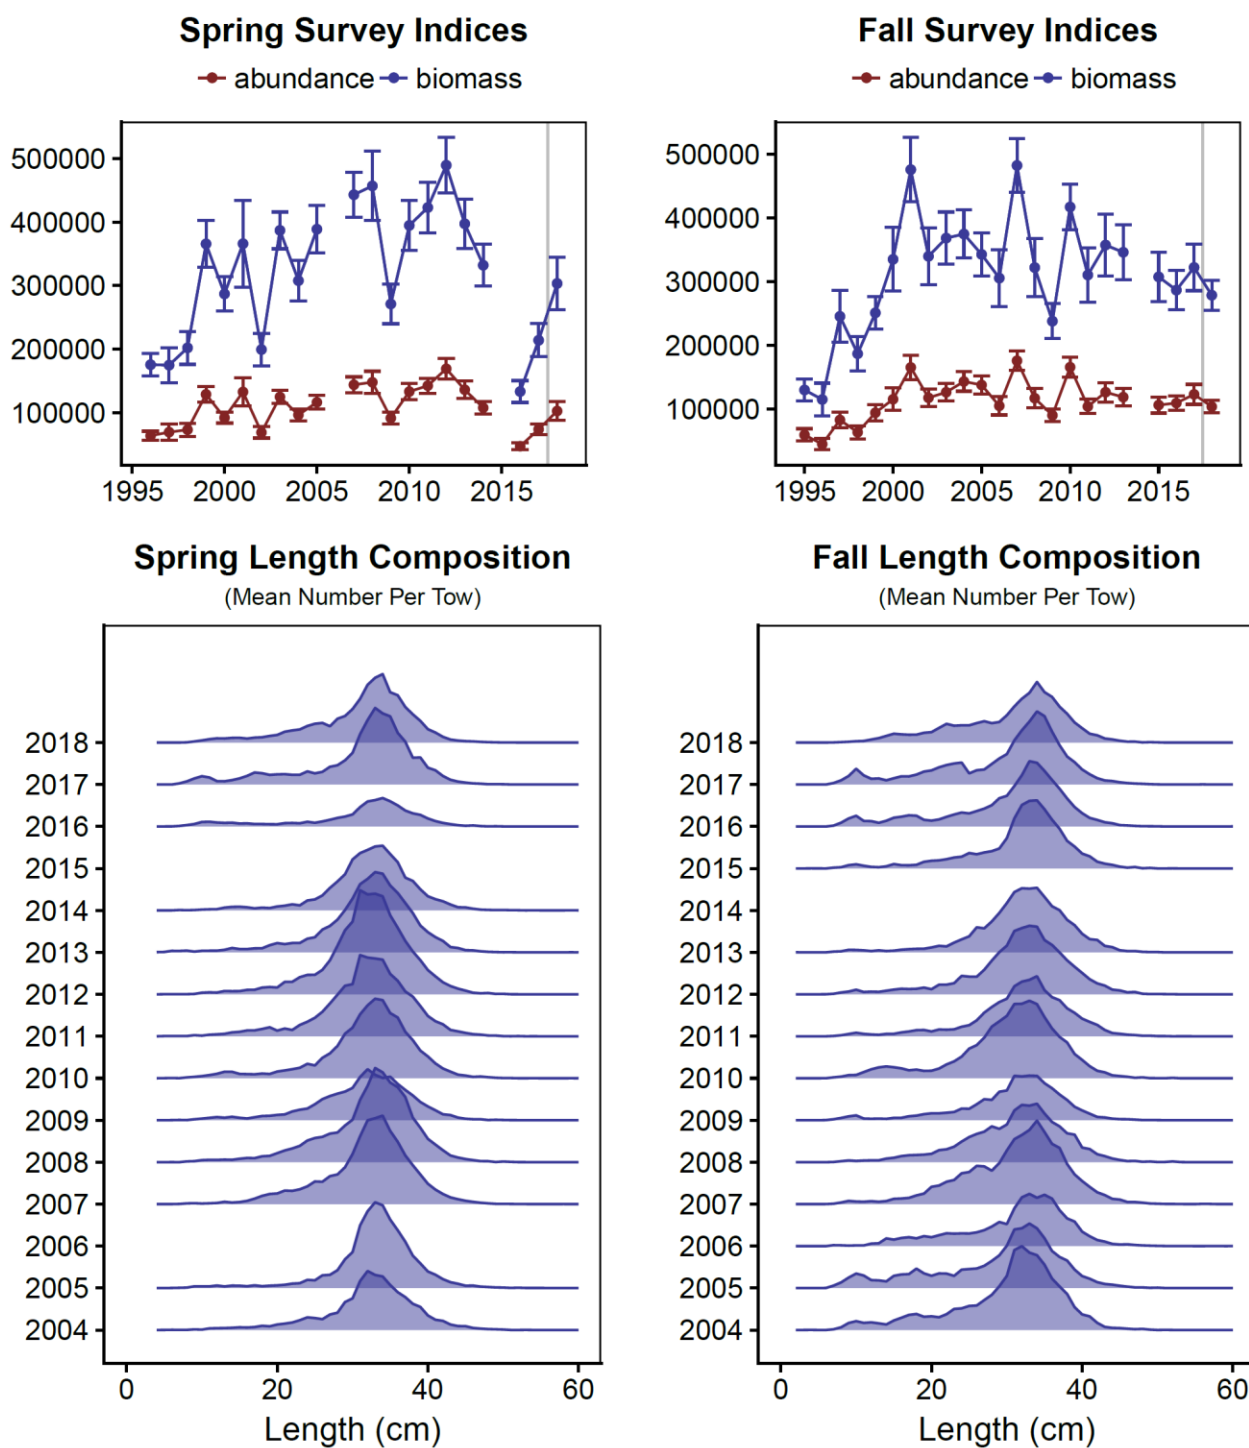 Spring Survey Indices
abundance biomass
500000
400000
300000
200000
100000
1995 2000 2005 2010 2015
Fall Survey Indices
abundance biomass
500000
400000
300000
200000
100000
1995 2000 2005 2010 2015
Spring Length Composition
(Mean Number Per Tow)
2018
2017
2016
2015
2014
2013
2012
2011
2010
2009
2008
2007
2006
2005
2004
0 20 40 60
Length (cm)
Fall Length Composition
(Mean Number Per Tow)
2018
2017
2016
2015
2014
2013
2012
2011
2010
2009
2008
2007
2006
2005
2004
0 20 40 60
Length (cm)